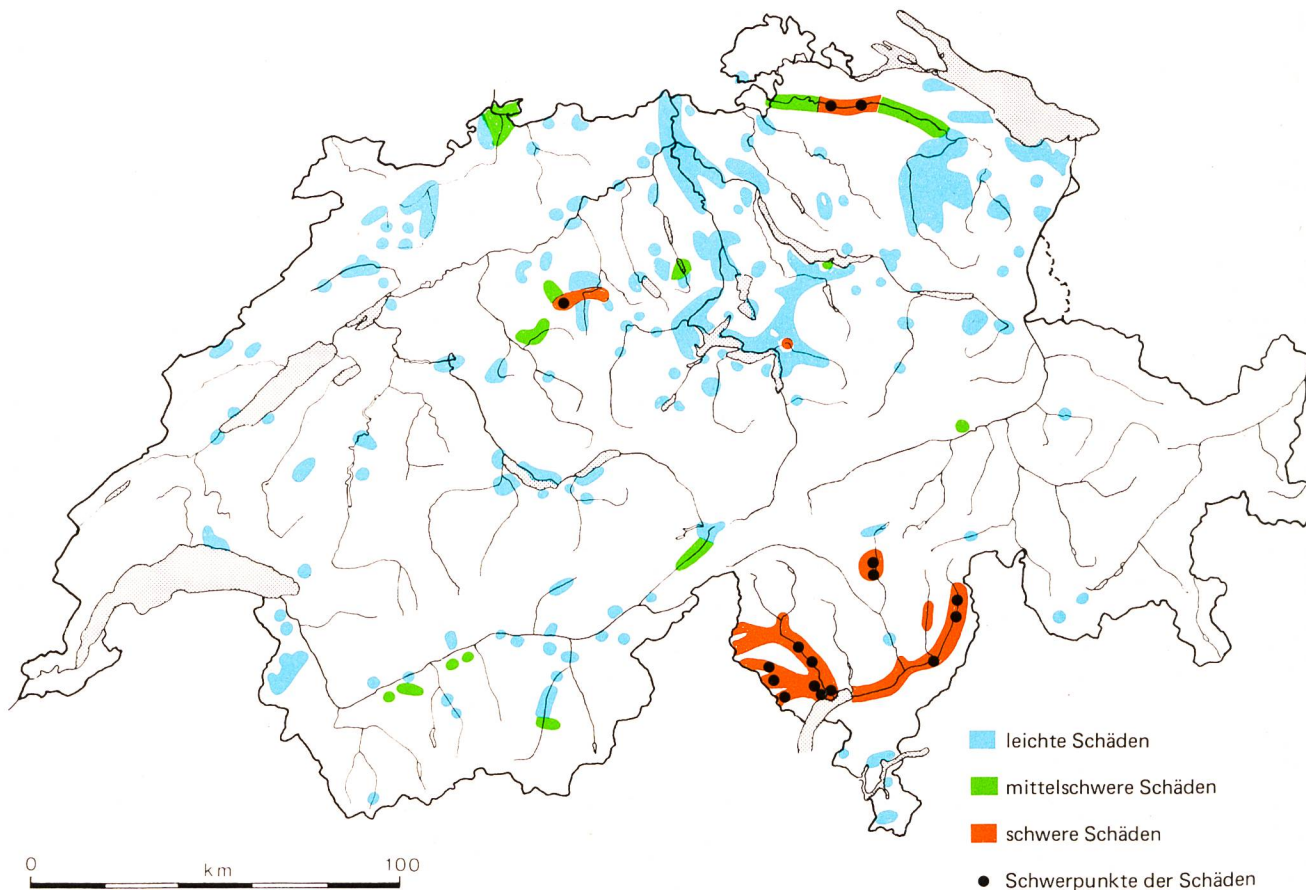 leichte Schäden
mittelschwere Schäden
schwere Schäden
Schwerpunkte der Schäden
0 km 100